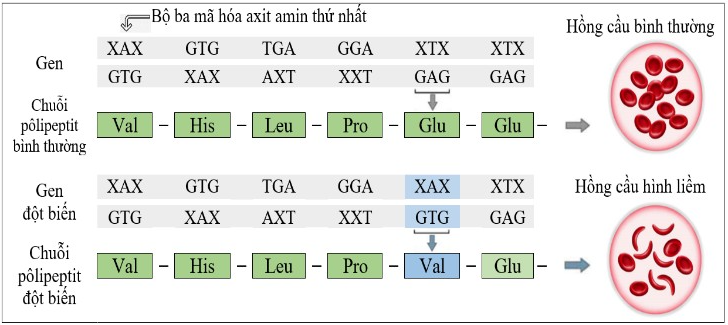 Bộ ba mã hóa axit amin thứ nhất
Hồng cầu bình thường
Gen
XAX GTG TGA GGA XTX XTX
GTG XAX AXT XXT GAG GAG
Chuỗi
pôlipeptit
bình thường
Val – His – Leu – Pro – Glu – Glu –
Gen
đột biến
XAX GTG TGA GGA XAX XTX
GTG XAX AXT XXT GTG GAG
Hồng cầu hình liềm
Chuỗi
pôlipeptit
đột biến
Val – His – Leu – Pro – Val – Glu –